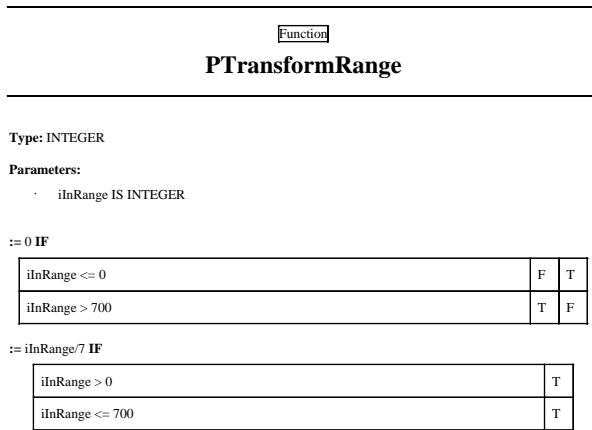 Function
PTransformRange
Type: INTEGER
Parameters:
· iInRange IS INTEGER
:= 0 IF
iInRange <= 0 F T
iInRange > 700 T F
:= iInRange/7 IF
iInRange > 0 T
iInRange <= 700 T